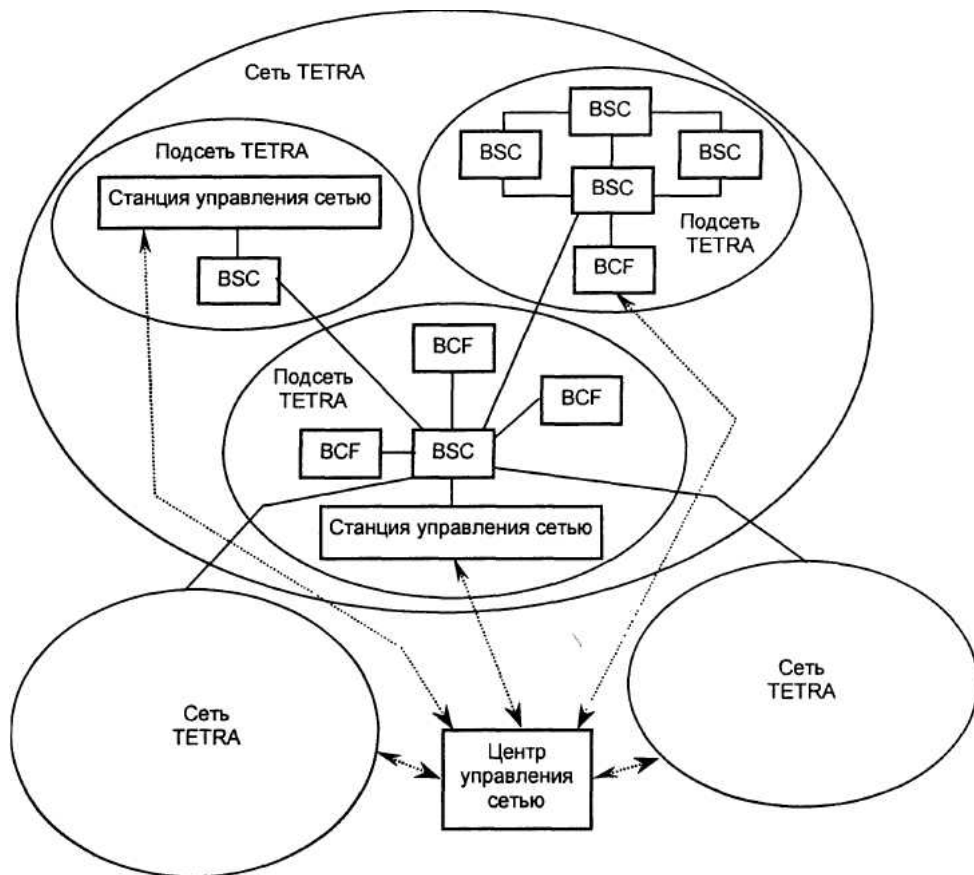 Сеть TETRA
Подсеть TETRA
Станция управления сетью
BSC
BSC
BSC
BSC
BSC
Подсеть
TETRA
BCF
Подсеть
TETRA
BCF
BCF
BCF
BSC
Станция управления сетью
Сеть
TETRA
Сеть
TETRA
Центр
управления
сетью